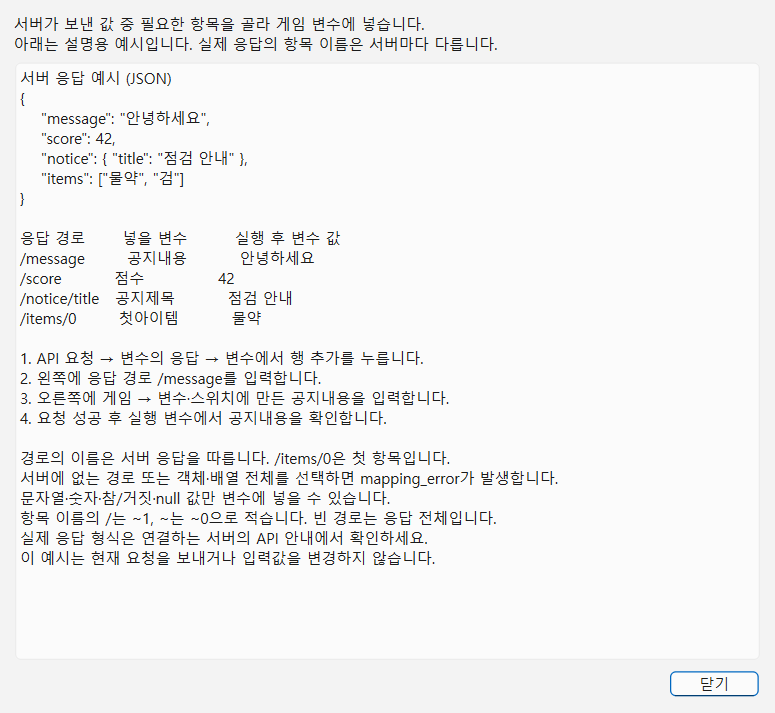 서버가 보낸 값 중 필요한 항목을 골라 게임 변수에 넣습니다.
아래는 설명용 예시입니다. 실제 응답의 항목 이름은 서버마다 다릅니다.
서버 응답 예시 (JSON)
{
"message": "안녕하세요",
"score": 42,
"notice": { "title": "점검 안내" },
"items": ["물약", "검"]
}
응답 경로 넣을 변수 실행 후 변수 값
/message 공지내용 안녕하세요
/score 점수 42
/notice/title 공지제목 점검 안내
/items/0 첫아이템 물약
1. API 요청 → 변수의 응답 → 변수에서 행 추가를 누릅니다.
2. 왼쪽에 응답 경로 /message를 입력합니다.
3. 오른쪽에 게임 → 변수·스위치에 만든 공지내용을 입력합니다.
4. 요청 성공 후 실행 변수에서 공지내용을 확인합니다.
경로의 이름은 서버 응답을 따릅니다. /items/0은 첫 항목입니다.
서버에 없는 경로 또는 객체·배열 전체를 선택하면 mapping_error가 발생합니다.
문자열·숫자·참/거짓·null 값만 변수에 넣을 수 있습니다.
항목 이름의 /는 ~1, ~는 ~0으로 적습니다. 빈 경로는 응답 전체입니다.
실제 응답 형식은 연결하는 서버의 API 안내에서 확인하세요.
이 예시는 현재 요청을 보내거나 입력값을 변경하지 않습니다.
닫기